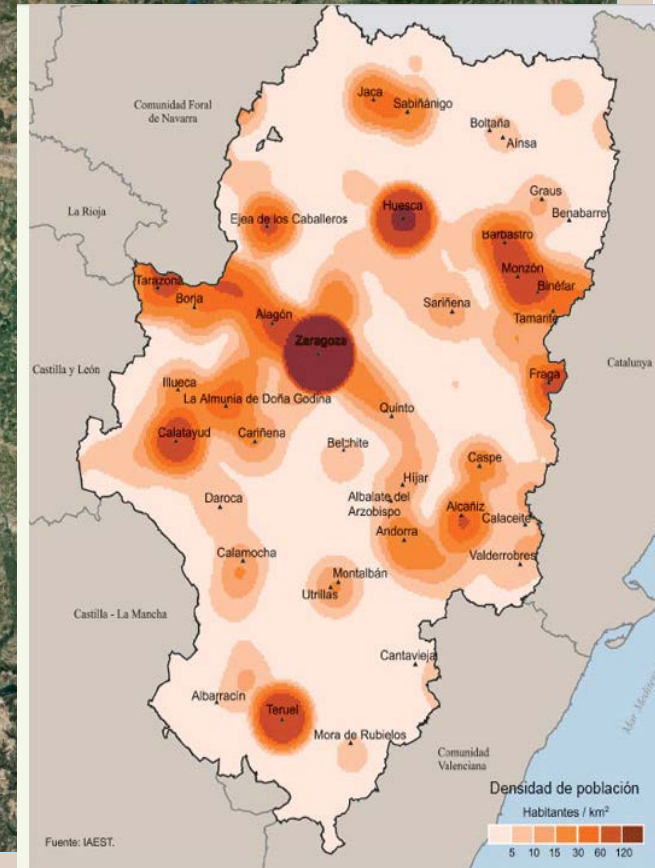 Comunidad Foral
de Navarra
Jaca
Sabiñánigo
Boltaña
Aínsa
La Rioja
Graus
Huesca
Ejea de los Caballeros
Benabarre
Barbastro
Monzón
Tarazona
Binéfar
Borja
Sariñena
Alagón
Tamarite
Zaragoza
Castilla y León
Catalunya
Illueca
Fraga
La Almunia de Doña Godina
Quinto
Calatayud
Cariñena
Belchite
Caspe
Híjar
Daroca
Albalate del
Arzobispo
Alcañiz
Calaceite
Andorra
Calamocha
Valderrobres
Montalbán
Utrillas
Castilla - La Mancha
Cantavieja
Albarracín
Teruel
Mora de Rubielos
Comunidad
Valenciana
Densidad de población
Habitantes / km²
5 10 15 30 60 120
Fuente: IAEST.